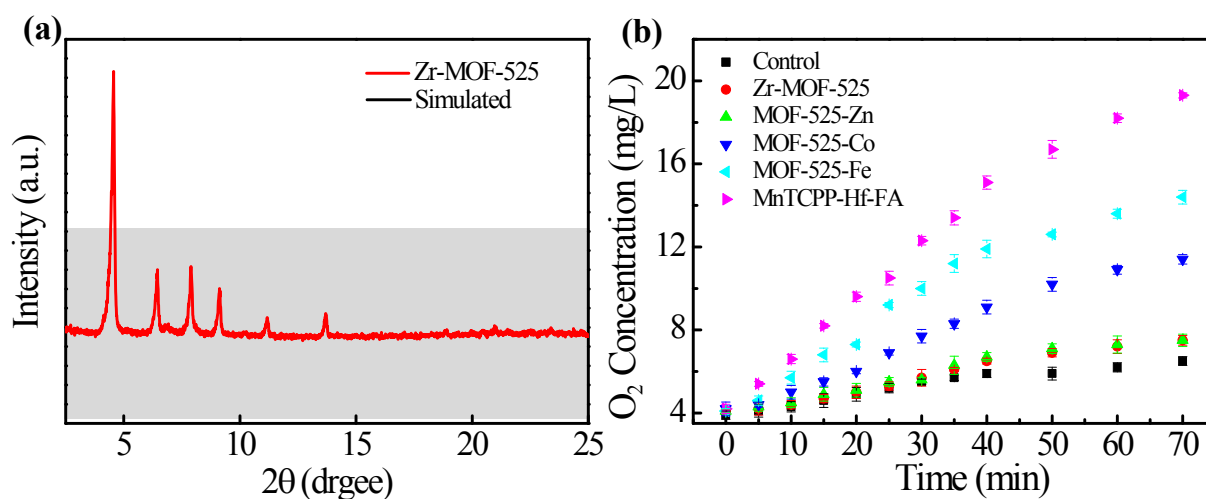 (a)
Zr-MOF-525
Simulated
Intensity (a.u.)
5
10
15
20
25
2θ (drgee)
(b)
Control
Zr-MOF-525
MOF-525-Zn
MOF-525-Co
MOF-525-Fe
MnTCPP-Hf-FA
O₂ Concentration (mg/L)
20
16
12
8
4
0
10
20
30
40
50
60
70
Time (min)